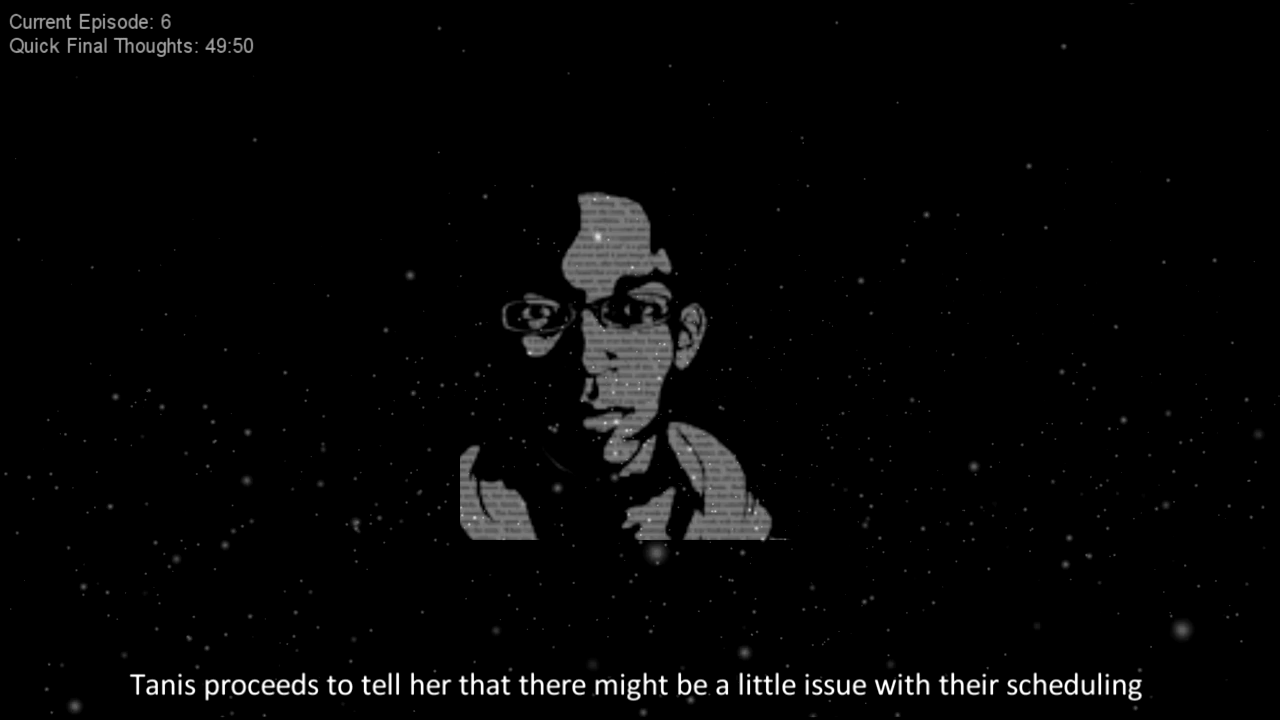 Current Episode: 6
Quick Final Thoughts: 49:50
Tanis proceeds to tell her that there might be a little issue with their scheduling